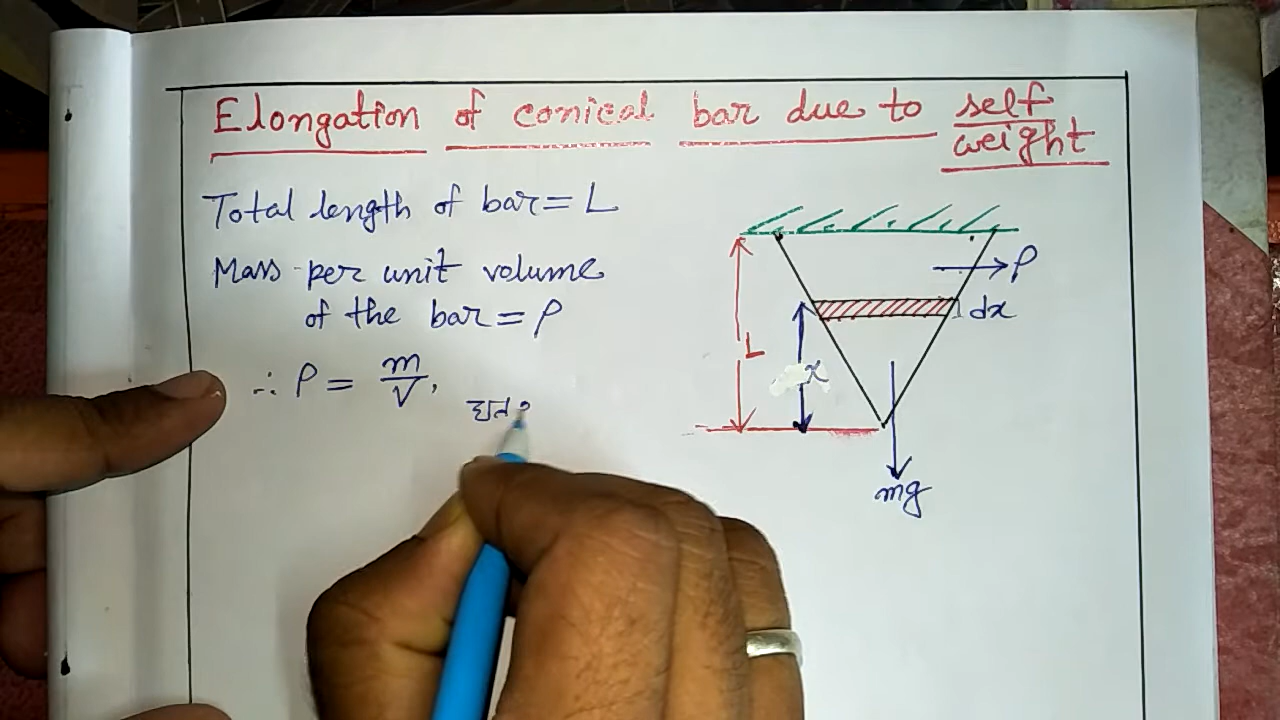 Elongation of conical bar due to self
weight
Total length of bar = L
Mass per unit volume
of the bar = ρ
∴ ρ = m/V,
ঘন
ρ
dx
L
x
mg